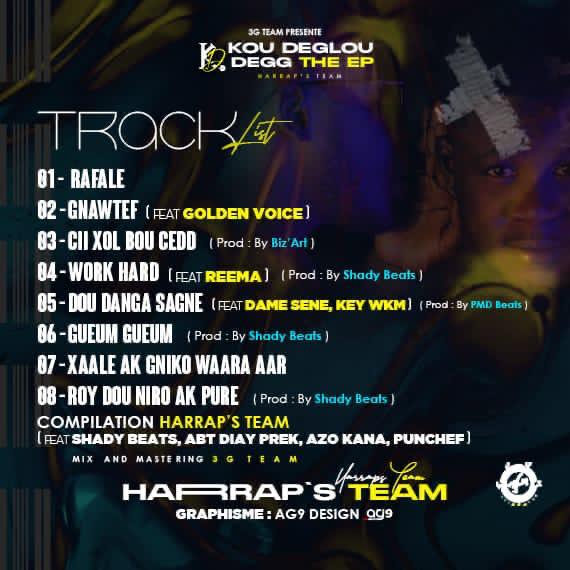 3G TEAM PRESENTE
K.D.D. KOU DEGLOU
DEGG THE EP
HARRAP'S TEAM
TRACK List
01- RAFALE
02-GNAWTEF ( FEAT GOLDEN VOICE )
03-CII XOL BOU CEDD ( Prod : By Biz'Art )
04-WORK HARD ( FEAT REEMA ) ( Prod : By Shady Beats )
05-DOU DANGA SAGNE ( FEAT DAME SENE, KEY WKM ) ( Prod : By PMD Beats )
06-GUEUM GUEUM ( Prod : By Shady Beats )
07-XAALE AK GNIKO WAARA AAR
08-ROY DOU NIRO AK PURE ( Prod : By Shady Beats )
COMPILATION HARRAP'S TEAM
( FEAT SHADY BEATS, ABT DIAY PREK, AZO KANA, PUNCHEF )
MIX AND MASTERING 3G TEAM
Harraps Team
HARRAP`S TEAM
GRAPHISME : AG9 DESIGN ag9